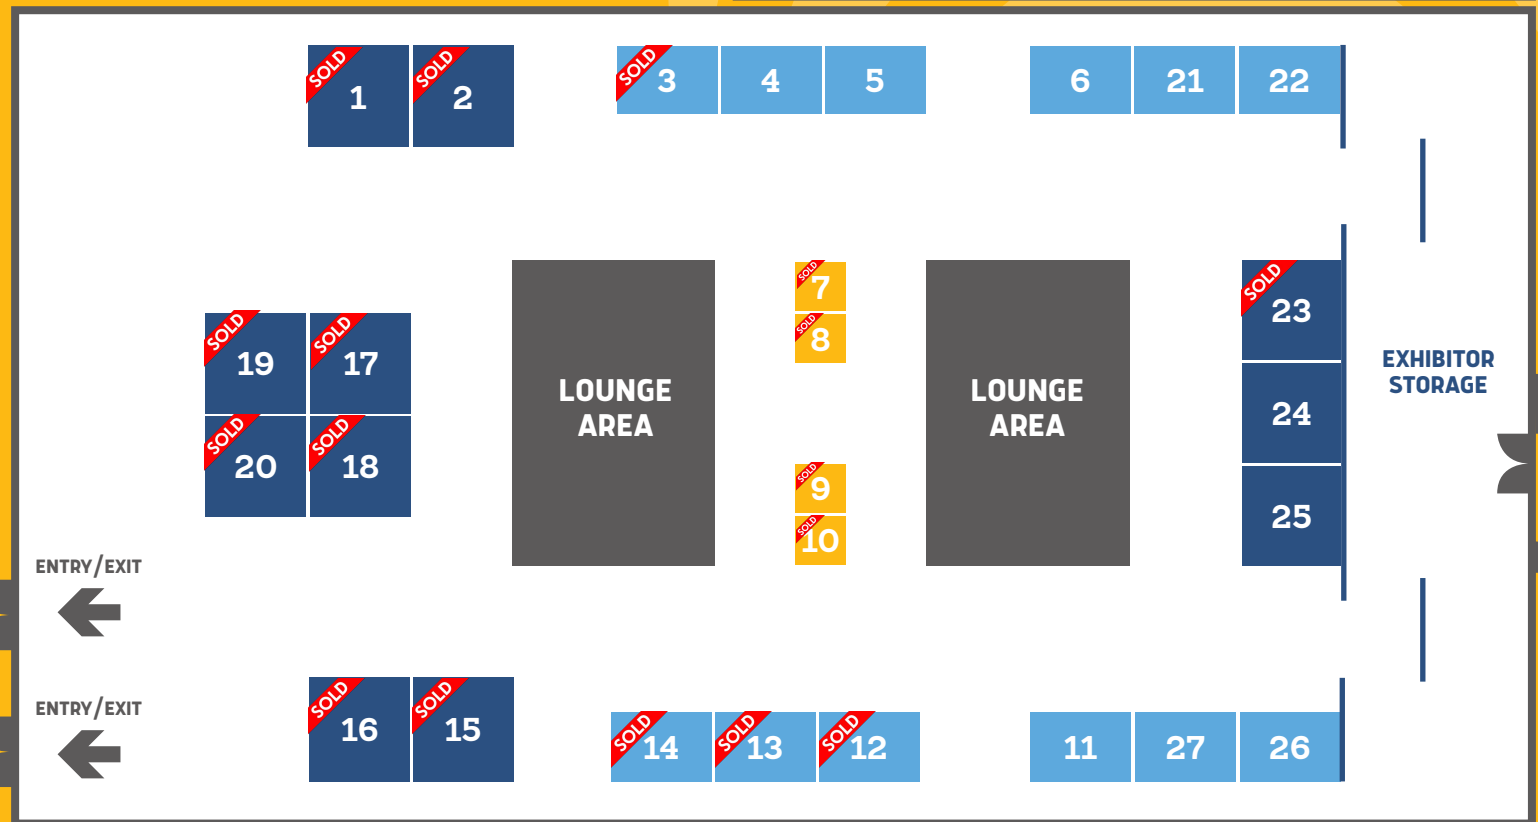 SOLD
1
SOLD
2
SOLD
3
4
5
6
21
22
SOLD
19
SOLD
17
SOLD
20
SOLD
18
LOUNGE
AREA
SOLD
7
SOLD
8
SOLD
9
SOLD
10
LOUNGE
AREA
SOLD
23
24
25
EXHIBITOR
STORAGE
ENTRY/EXIT
ENTRY/EXIT
SOLD
16
SOLD
15
SOLD
14
SOLD
13
SOLD
12
11
27
26